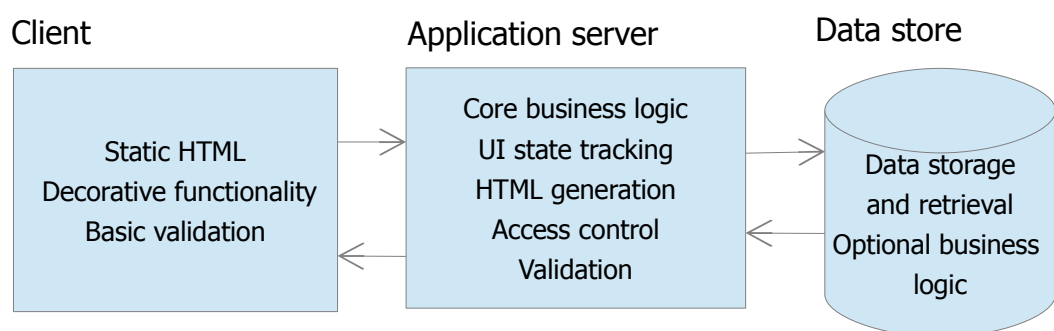 Client
Application server
Data store
Static HTML
Decorative functionality
Basic validation
Core business logic
UI state tracking
HTML generation
Access control
Validation
Data storage
and retrieval
Optional business
logic